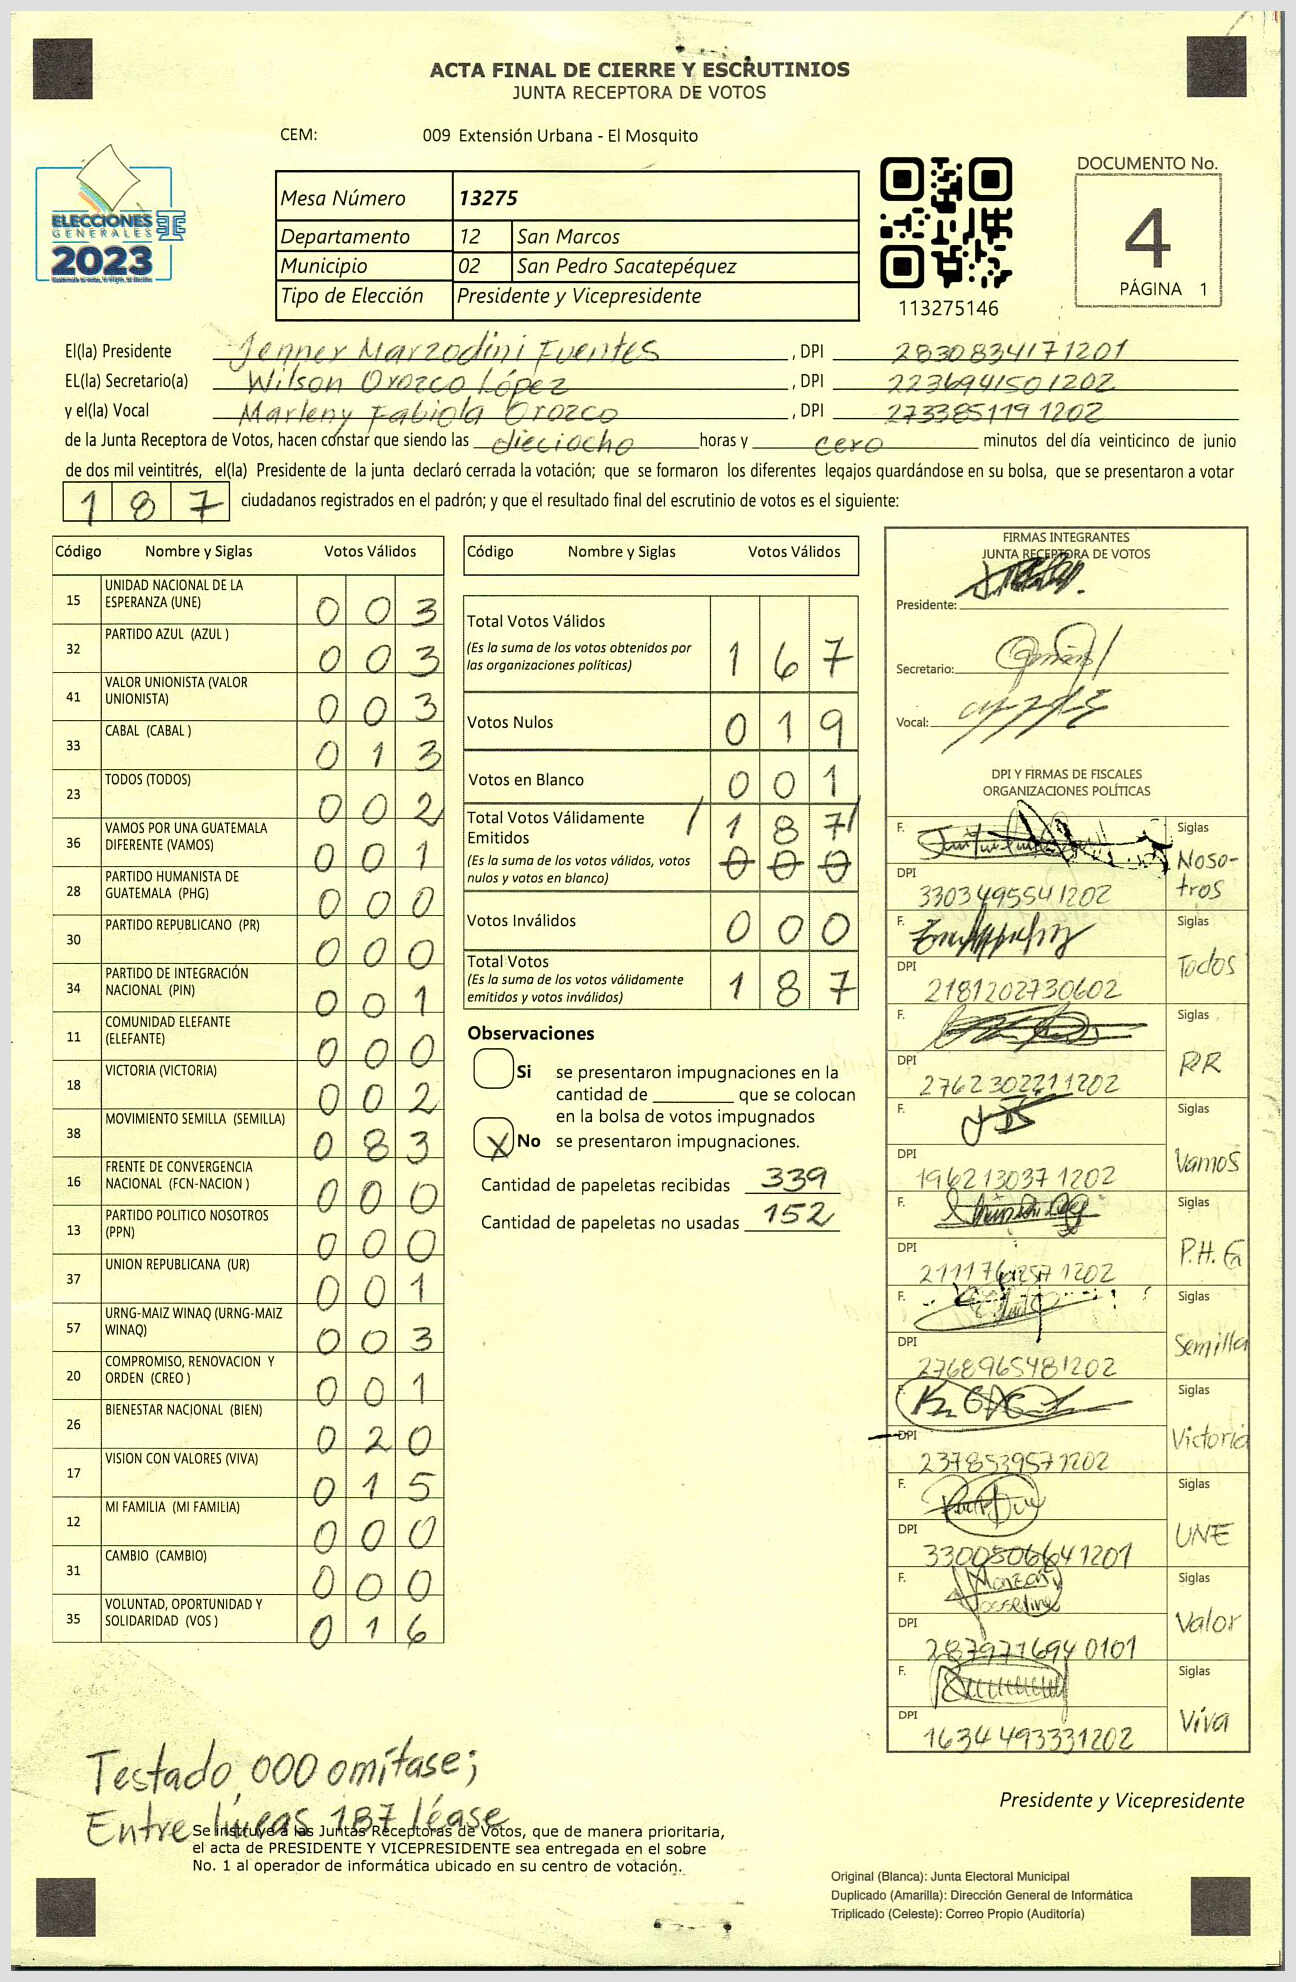 ACTA FINAL DE CIERRE Y ESCRUTINIOS
JUNTA RECEPTORA DE VOTOS
CEM: 009 Extensión Urbana - El Mosquito
ELECCIONES
GENERALES
2023
Mesa Número 13275
Departamento 12 San Marcos
Municipio 02 San Pedro Sacatepéquez
Tipo de Elección Presidente y Vicepresidente
113275146
DOCUMENTO No.
4
PÁGINA 1
El(la) Presidente Jenner Marzodini Fuentes , DPI 2830834171201
EL(la) Secretario(a) Wilson Orozco López , DPI 2236941501202
y el(la) Vocal Marleny Fabiola Orozco , DPI 273385119 1202
de la Junta Receptora de Votos, hacen constar que siendo las dieciocho horas y cero minutos del día veinticinco de junio
de dos mil veintitrés, el(la) Presidente de la junta declaró cerrada la votación; que se formaron los diferentes legajos guardándose en su bolsa, que se presentaron a votar
187 ciudadanos registrados en el padrón; y que el resultado final del escrutinio de votos es el siguiente:
Código Nombre y Siglas Votos Válidos
15 UNIDAD NACIONAL DE LA ESPERANZA (UNE) 0 0 3
32 PARTIDO AZUL (AZUL ) 0 0 3
41 VALOR UNIONISTA (VALOR UNIONISTA) 0 0 3
33 CABAL (CABAL ) 0 1 3
23 TODOS (TODOS) 0 0 2
36 VAMOS POR UNA GUATEMALA DIFERENTE (VAMOS) 0 0 1
28 PARTIDO HUMANISTA DE GUATEMALA (PHG) 0 0 0
30 PARTIDO REPUBLICANO (PR) 0 0 0
34 PARTIDO DE INTEGRACIÓN NACIONAL (PIN) 0 0 1
11 COMUNIDAD ELEFANTE (ELEFANTE) 0 0 0
18 VICTORIA (VICTORIA) 0 0 2
38 MOVIMIENTO SEMILLA (SEMILLA) 0 8 3
16 FRENTE DE CONVERGENCIA NACIONAL (FCN-NACION ) 0 0 0
13 PARTIDO POLITICO NOSOTROS (PPN) 0 0 0
37 UNION REPUBLICANA (UR) 0 0 1
57 URNG-MAIZ WINAQ (URNG-MAIZ WINAQ) 0 0 3
20 COMPROMISO, RENOVACION Y ORDEN (CREO ) 0 0 1
26 BIENESTAR NACIONAL (BIEN) 0 2 0
17 VISION CON VALORES (VIVA) 0 1 5
12 MI FAMILIA (MI FAMILIA) 0 0 0
31 CAMBIO (CAMBIO) 0 0 0
35 VOLUNTAD, OPORTUNIDAD Y SOLIDARIDAD (VOS ) 0 1 6
Código Nombre y Siglas Votos Válidos
Total Votos Válidos
(Es la suma de los votos obtenidos por
las organizaciones políticas) 1 6 7
Votos Nulos 0 1 9
Votos en Blanco 0 0 1
Total Votos Válidamente
Emitidos / 1 8 7 /
(Es la suma de los votos válidos, votos
nulos y votos en blanco) 0 0 0
Votos Inválidos 0 0 0
Total Votos
(Es la suma de los votos válidamente
emitidos y votos inválidos) 1 8 7
Observaciones
Si se presentaron impugnaciones en la
cantidad de ________ que se colocan
en la bolsa de votos impugnados
X No se presentaron impugnaciones.
Cantidad de papeletas recibidas 339
Cantidad de papeletas no usadas 152
FIRMAS INTEGRANTES
JUNTA RECEPTORA DE VOTOS
Presidente:
Secretario:
Vocal:
DPI Y FIRMAS DE FISCALES
ORGANIZACIONES POLÍTICAS
F. Siglas
Noso-
tros
DPI 3303495541202
F. Siglas
Todos
DPI 2181202730602
F. Siglas
PR
DPI 2762302211202
F. Siglas
Vamos
DPI 196213037 1202
F. Siglas
P.H.G
DPI
F. Siglas
Semilla
DPI 2768965481202
F. Siglas
Victoria
DPI 2378539571202
F. Siglas
UNE
DPI 3300806641201
F. Manzan Josseline Siglas
Valor
DPI 287971694 0101
F. Siglas
Viva
DPI 1634493331202
Testado 000 omítase;
Entre líneas 187 léase
Se instruye a las Juntas Receptoras de Votos, que de manera prioritaria,
el acta de PRESIDENTE Y VICEPRESIDENTE sea entregada en el sobre
No. 1 al operador de informática ubicado en su centro de votación.
Presidente y Vicepresidente
Original (Blanca): Junta Electoral Municipal
Duplicado (Amarilla): Dirección General de Informática
Triplicado (Celeste): Correo Propio (Auditoría)